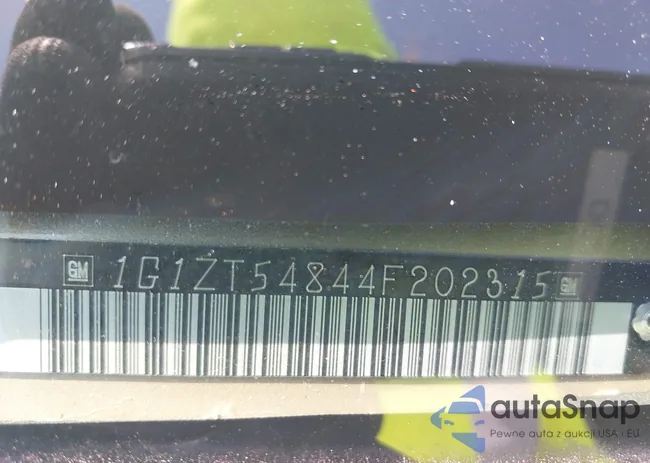 GM 1G1ZT54844F202315 GM
autaSnap
Pewne auta z aukcji USA i EU